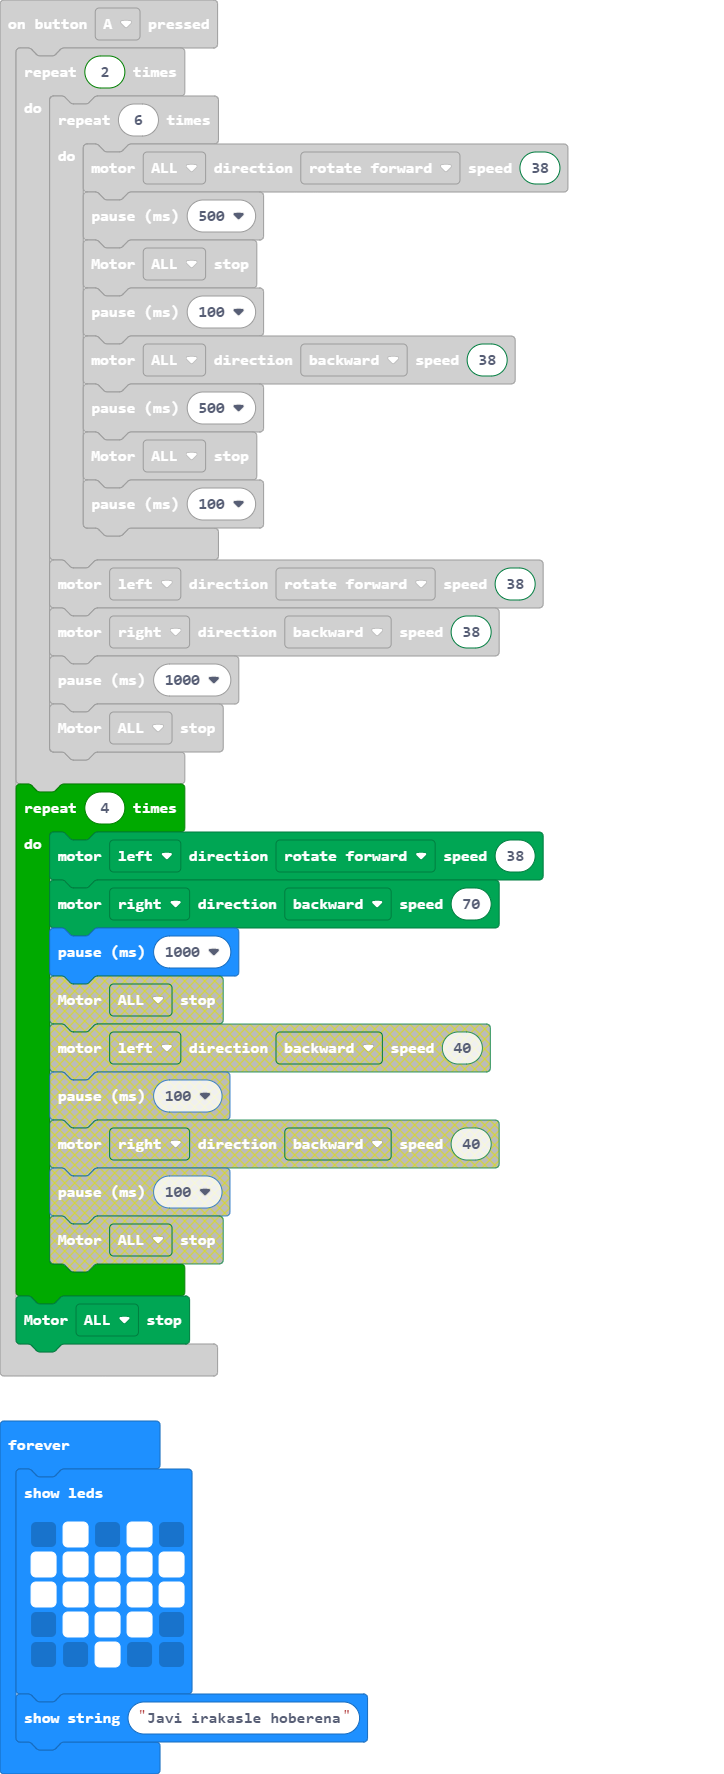 on button A pressed
repeat 2 times
do
repeat 6 times
do
motor ALL direction rotate forward speed 38
pause (ms) 500
Motor ALL stop
pause (ms) 100
motor ALL direction backward speed 38
pause (ms) 500
Motor ALL stop
pause (ms) 100
motor left direction rotate forward speed 38
motor right direction backward speed 38
pause (ms) 1000
Motor ALL stop
repeat 4 times
do
motor left direction rotate forward speed 38
motor right direction backward speed 70
pause (ms) 1000
Motor ALL stop
motor left direction backward speed 40
pause (ms) 100
motor right direction backward speed 40
pause (ms) 100
Motor ALL stop
Motor ALL stop
forever
show leds
show string "Javi irakasle hoberena"